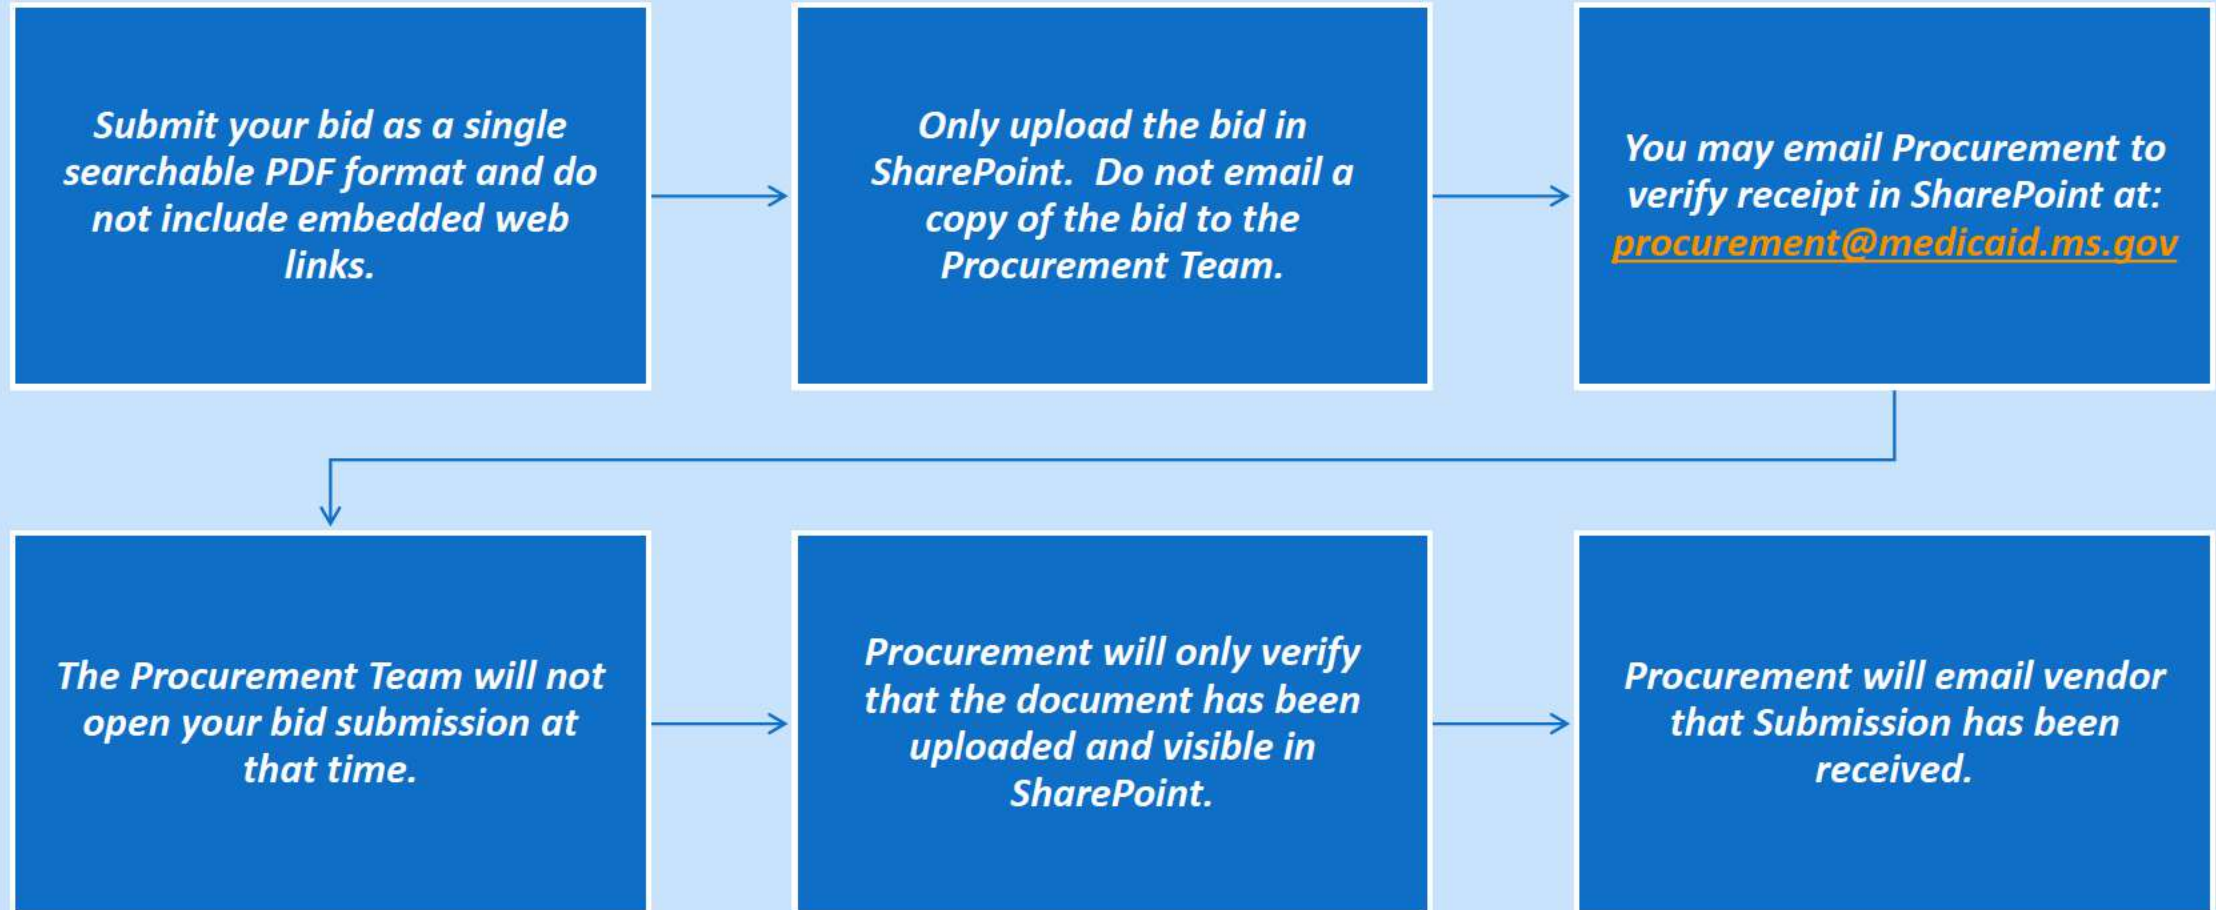 Submit your bid as a single
searchable PDF format and do
not include embedded web
links.
Only upload the bid in
SharePoint.  Do not email a
copy of the bid to the
Procurement Team.
You may email Procurement to
verify receipt in SharePoint at:
procurement@medicaid.ms.gov
The Procurement Team will not
open your bid submission at
that time.
Procurement will only verify
that the document has been
uploaded and visible in
SharePoint.
Procurement will email vendor
that Submission has been
received.